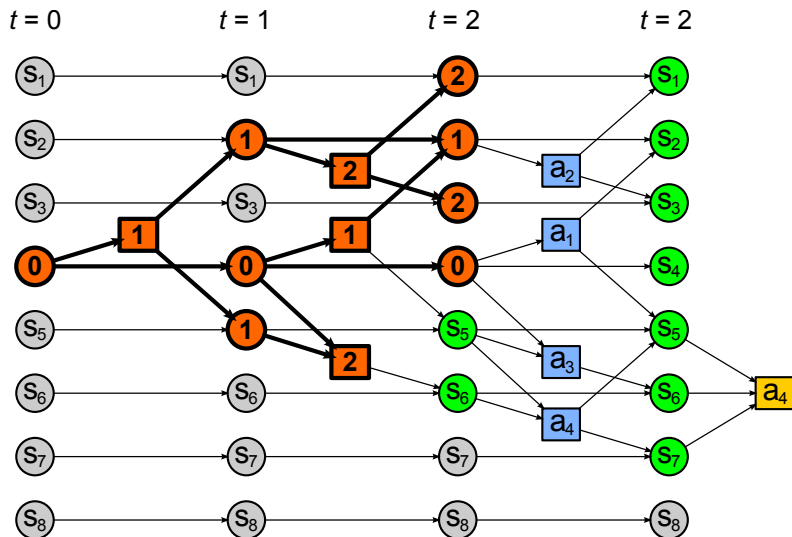 t = 0 t = 1 t = 2 t = 2
s1 s1 2 s1
s2 1 1 s2
2 a2
s3 s3 2 s3
1 1 a1
0 0 0 s4
s5 1 s5 s5
2 a3
s6 s6 s6 s6 a4
a4
s7 s7 s7 s7
s8 s8 s8 s8